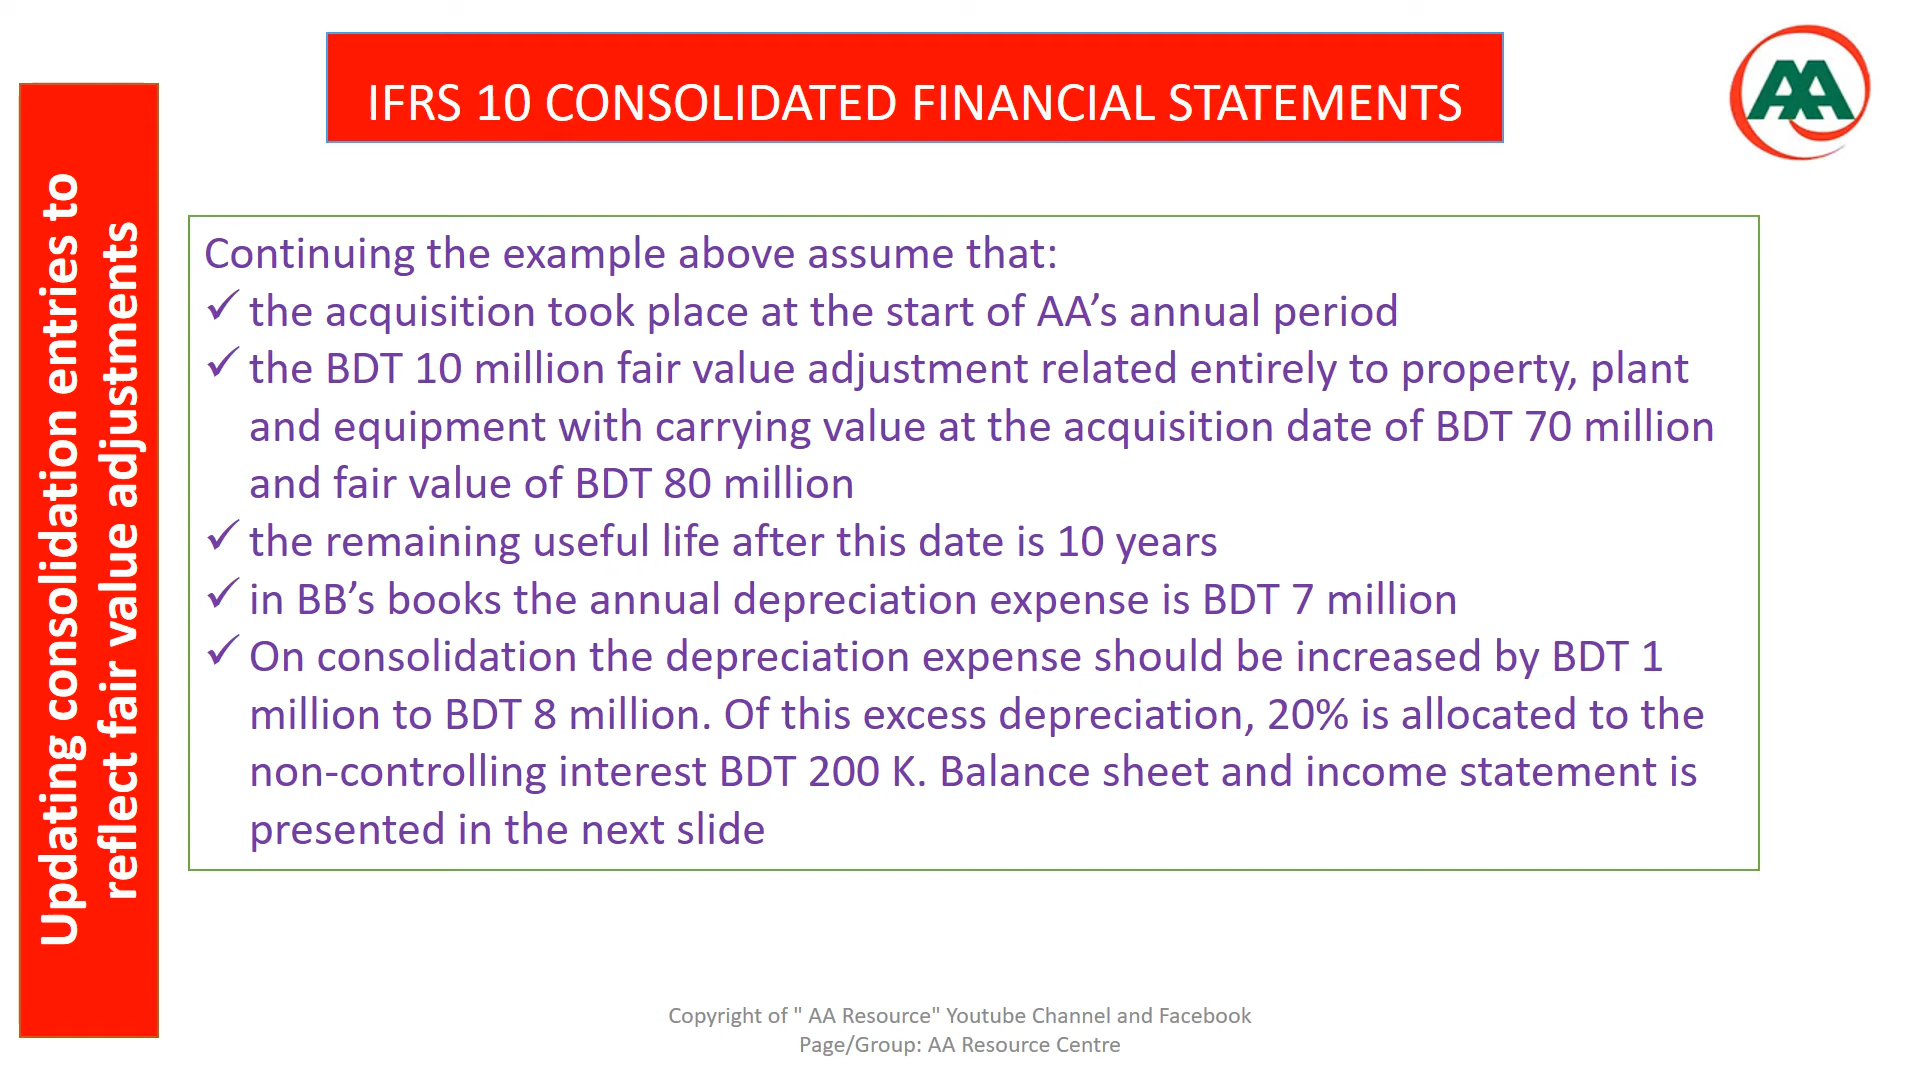 IFRS 10 CONSOLIDATED FINANCIAL STATEMENTS
AA
Updating consolidation entries to
reflect fair value adjustments
Continuing the example above assume that:
✓ the acquisition took place at the start of AA’s annual period
✓ the BDT 10 million fair value adjustment related entirely to property, plant
and equipment with carrying value at the acquisition date of BDT 70 million
and fair value of BDT 80 million
✓ the remaining useful life after this date is 10 years
✓ in BB’s books the annual depreciation expense is BDT 7 million
✓ On consolidation the depreciation expense should be increased by BDT 1
million to BDT 8 million. Of this excess depreciation, 20% is allocated to the
non-controlling interest BDT 200 K. Balance sheet and income statement is
presented in the next slide
Copyright of " AA Resource" Youtube Channel and Facebook
Page/Group: AA Resource Centre